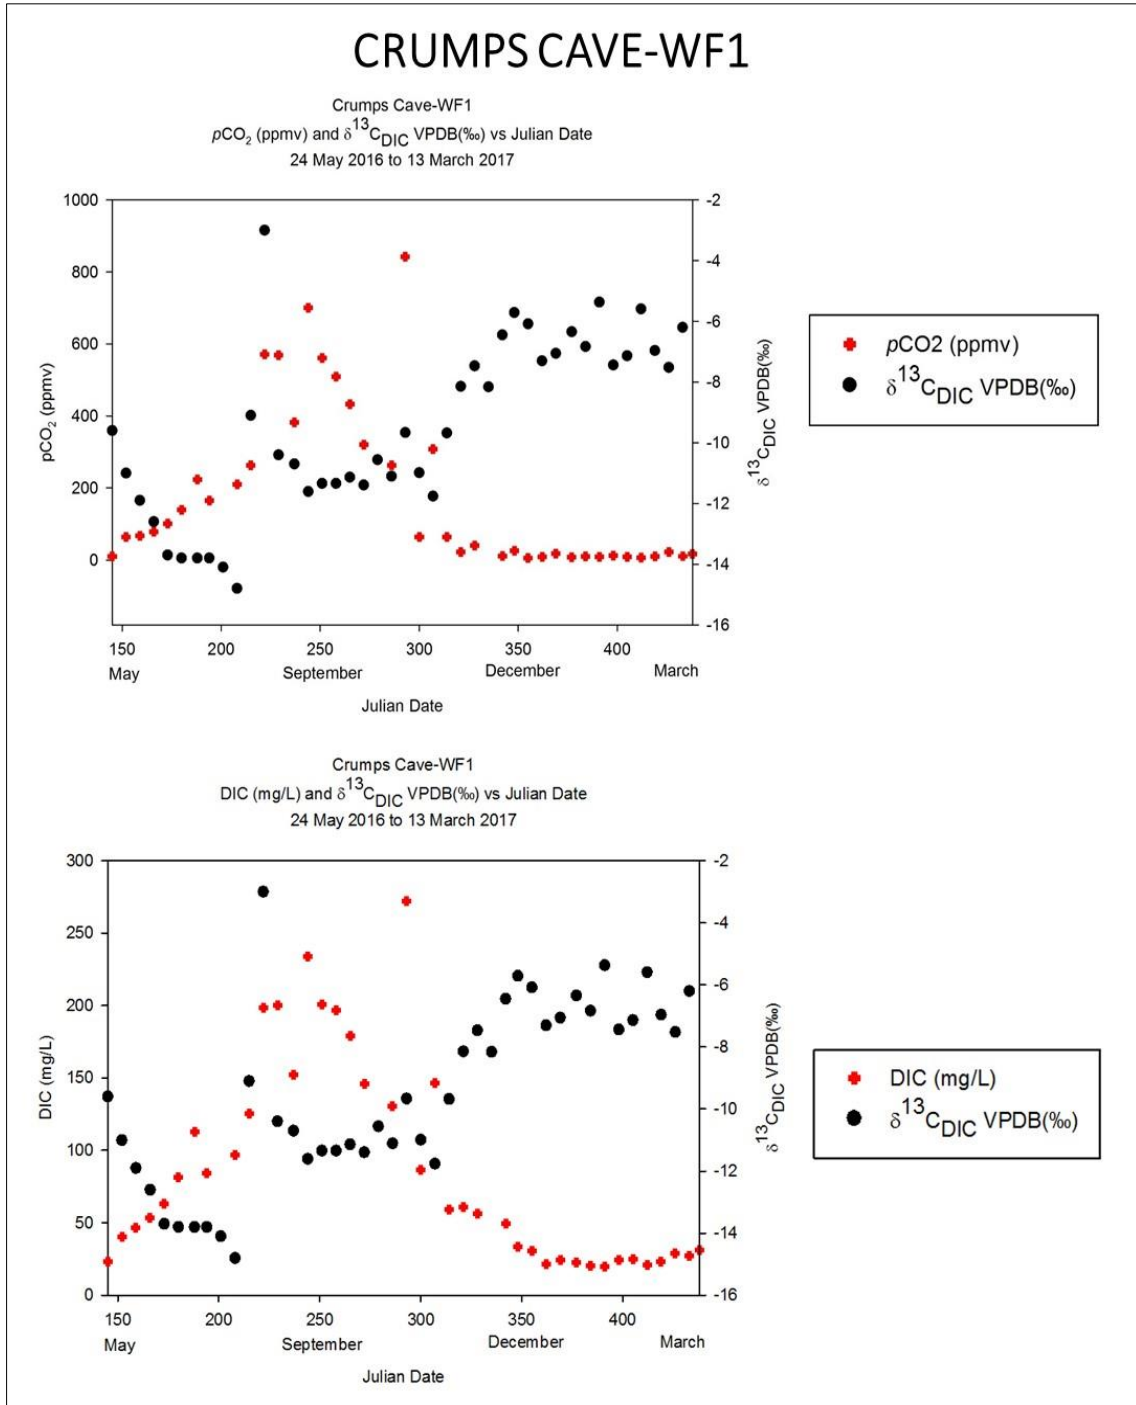 CRUMPS CAVE-WF1
Crumps Cave-WF1
pCO2 (ppmv) and δ13CDIC VPDB(‰) vs Julian Date
24 May 2016 to 13 March 2017
1000
800
600
400
200
0
pCO2 (ppmv)
-2
-4
-6
-8
-10
-12
-14
-16
δ13CDIC VPDB(‰)
150 200 250 300 350 400
May September December March
Julian Date
pCO2 (ppmv)
δ13CDIC VPDB(‰)
Crumps Cave-WF1
DIC (mg/L) and δ13CDIC VPDB(‰) vs Julian Date
24 May 2016 to 13 March 2017
300
250
200
150
100
50
0
DIC (mg/L)
-2
-4
-6
-8
-10
-12
-14
-16
δ13CDIC VPDB(‰)
150 200 250 300 350 400
May September December March
Julian Date
DIC (mg/L)
δ13CDIC VPDB(‰)